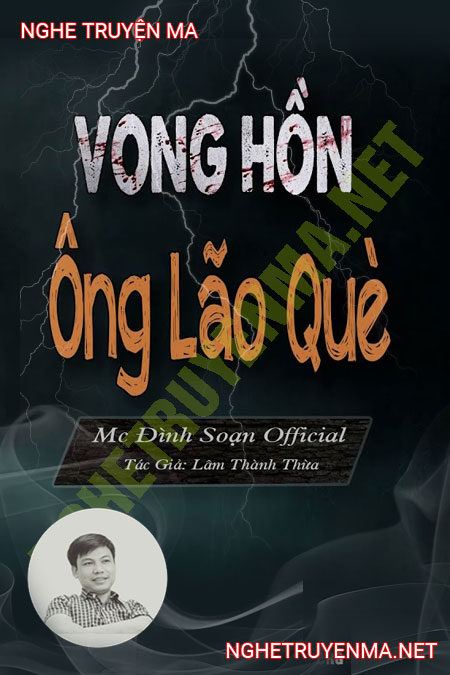 NGHE TRUYỆN MA
VONG HỒN
Ông Lão Què
Mc Đình Soạn Official
Tác Giả: Lâm Thành Thừa
NGHETRUYENMA.NET
NGHETRUYENMA.NET